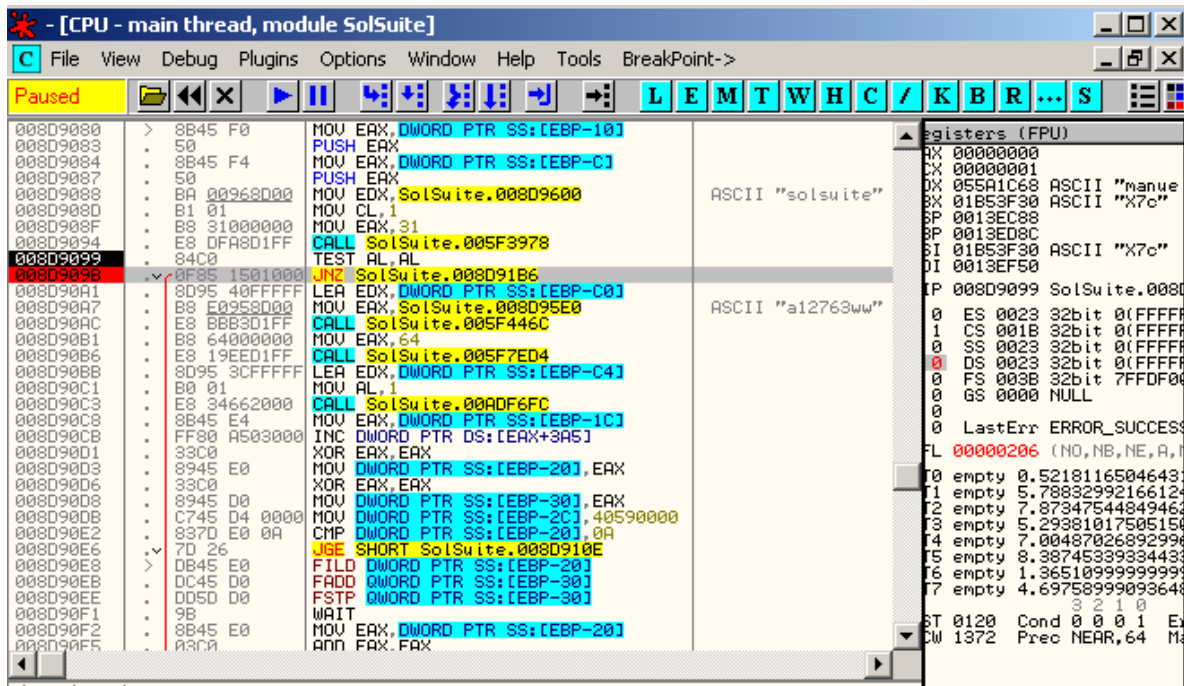 - [CPU - main thread, module SolSuite]
C File View Debug Plugins Options Window Help Tools BreakPoint->
Paused L E M T W H C / K B R ... S
008D9080 > 8B45 F0 MOV EAX,DWORD PTR SS:[EBP-10]
008D9083 . 50 PUSH EAX
008D9084 . 8B45 F4 MOV EAX,DWORD PTR SS:[EBP-C]
008D9087 . 50 PUSH EAX
008D9088 . BA 00968D00 MOV EDX,SolSuite.008D9600 ASCII "solsuite"
008D908D . B1 01 MOV CL,1
008D908F . B8 31000000 MOV EAX,31
008D9094 . E8 DFA8D1FF CALL SolSuite.005F3978
008D9099 . 84C0 TEST AL,AL
008D909B .v 0F85 1501000 JNZ SolSuite.008D91B6
008D90A1 . 8D95 40FFFFF LEA EDX,DWORD PTR SS:[EBP-C0]
008D90A7 . B8 E0958D00 MOV EAX,SolSuite.008D95E0 ASCII "a12763ww"
008D90AC . E8 BBB3D1FF CALL SolSuite.005F446C
008D90B1 . B8 64000000 MOV EAX,64
008D90B6 . E8 19EED1FF CALL SolSuite.005F7ED4
008D90BB . 8D95 3CFFFFF LEA EDX,DWORD PTR SS:[EBP-C4]
008D90C1 . B0 01 MOV AL,1
008D90C3 . E8 34662000 CALL SolSuite.00ADF6FC
008D90C8 . 8B45 E4 MOV EAX,DWORD PTR SS:[EBP-1C]
008D90CB . FF80 A503000 INC DWORD PTR DS:[EAX+3A5]
008D90D1 . 33C0 XOR EAX,EAX
008D90D3 . 8945 E0 MOV DWORD PTR SS:[EBP-20],EAX
008D90D6 . 33C0 XOR EAX,EAX
008D90D8 . 8945 D0 MOV DWORD PTR SS:[EBP-30],EAX
008D90DB . C745 D4 0000 MOV DWORD PTR SS:[EBP-2C],40590000
008D90E2 . 837D E0 0A CMP DWORD PTR SS:[EBP-20],0A
008D90E6 .v 7D 26 JGE SHORT SolSuite.008D910E
008D90E8 > DB45 E0 FILD DWORD PTR SS:[EBP-20]
008D90EB . DC45 D0 FADD QWORD PTR SS:[EBP-30]
008D90EE . DD5D D0 FSTP QWORD PTR SS:[EBP-30]
008D90F1 . 9B WAIT
008D90F2 . 8B45 E0 MOV EAX,DWORD PTR SS:[EBP-20]
008D90F5 . 03C0 ADD EAX,EAX
egisters (FPU)
AX 00000000
CX 00000001
DX 055A1C68 ASCII "manue
BX 01B53F30 ASCII "X7c"
SP 0013EC88
BP 0013ED8C
SI 01B53F30 ASCII "X7c"
DI 0013EF50
IP 008D9099 SolSuite.008D
0 ES 0023 32bit 0(FFFFF
1 CS 001B 32bit 0(FFFFF
0 SS 0023 32bit 0(FFFFF
0 DS 0023 32bit 0(FFFFF
0 FS 003B 32bit 7FFDF00
0 GS 0000 NULL
0
0 LastErr ERROR_SUCCESS
FL 00000206 (NO,NB,NE,A,
T0 empty 0.5218116504643
T1 empty 5.7883299216612
T2 empty 7.8734754484946
T3 empty 5.2938101750515
T4 empty 7.0048702689299
T5 empty 8.3874533933443
T6 empty 1.3651099999999
T7 empty 4.6975899909364
3 2 1 0
ST 0120 Cond 0 0 0 1
CW 1372 Prec NEAR,64